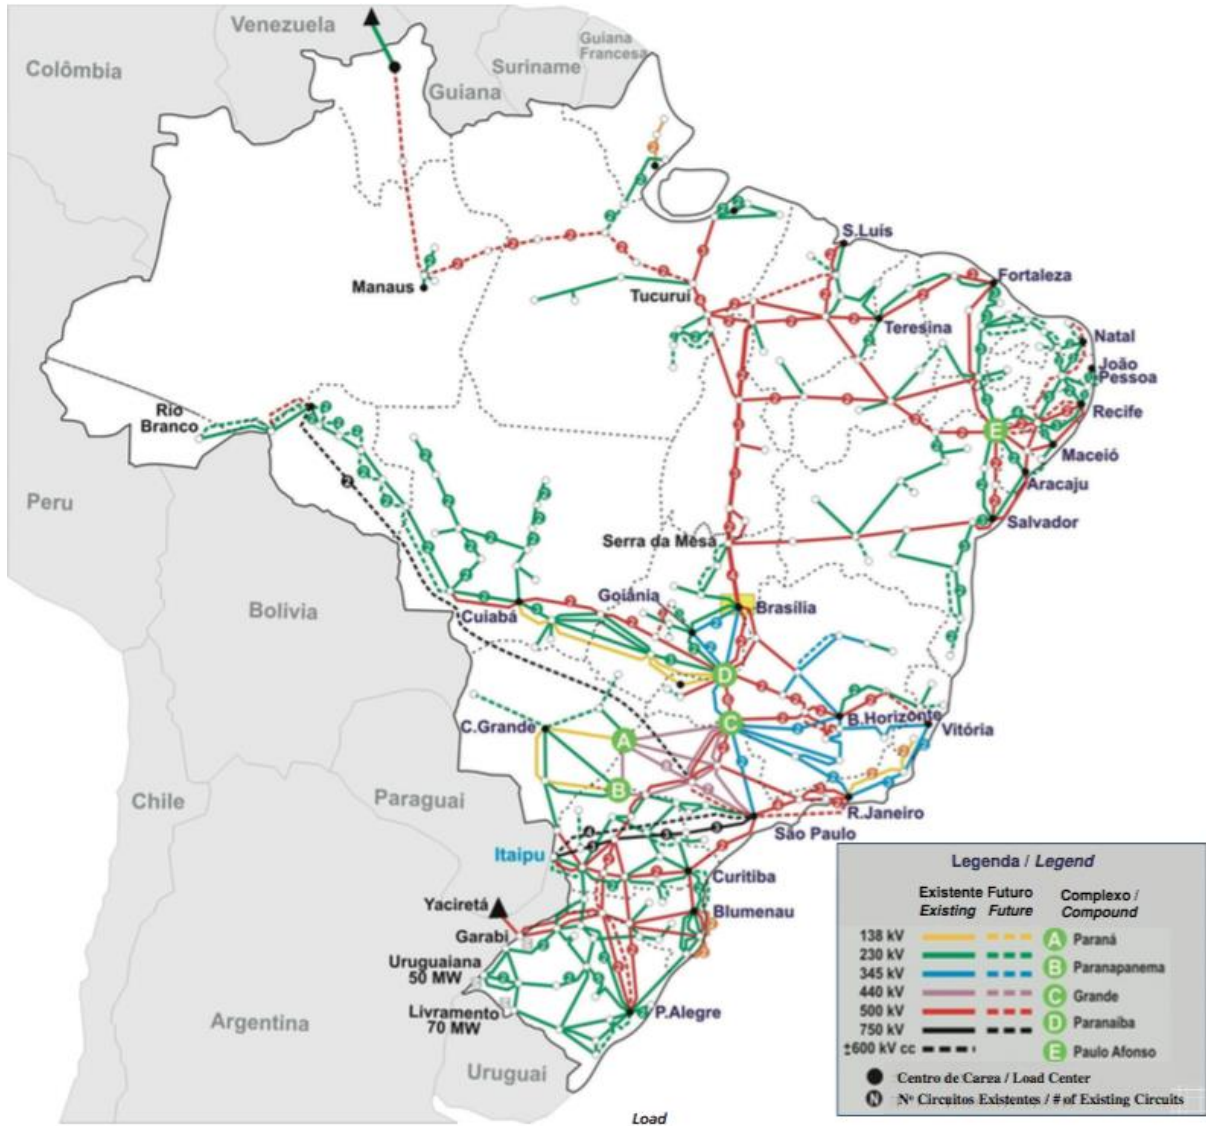 Venezuela
Colômbia
Guiana
Suriname
Guiana
Francesa
Manaus
Tucuruí
S.Luís
Fortaleza
Teresina
Natal
João
Pessoa
Recife
Maceió
Aracaju
Salvador
E
Rio
Branco
Peru
Serra da Mesa
Bolívia
Cuiabá
Goiânia
Brasília
D
C
C.Grande
A
B
B.Horizonte
Vitória
Chile
Paraguai
R.Janeiro
São Paulo
Itaipu
Curitiba
Yaciretá
Blumenau
Garabi
Uruguaiana
50 MW
Livramento
70 MW
P.Alegre
Argentina
Uruguai
Load
Legenda / Legend
Existente Futuro
Existing Future
Complexo /
Compound
138 kV
A Paraná
230 kV
345 kV
B Paranapanema
440 kV
C Grande
500 kV
D Paranaíba
750 kV
±600 kV cc
E Paulo Afonso
Centro de Carga / Load Center
N Nº Circuitos Existentes / # of Existing Circuits